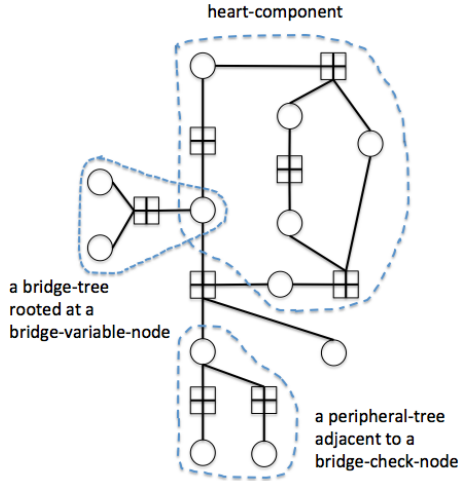 heart-component
a bridge-tree
rooted at a
bridge-variable-node
a peripheral-tree
adjacent to a
bridge-check-node